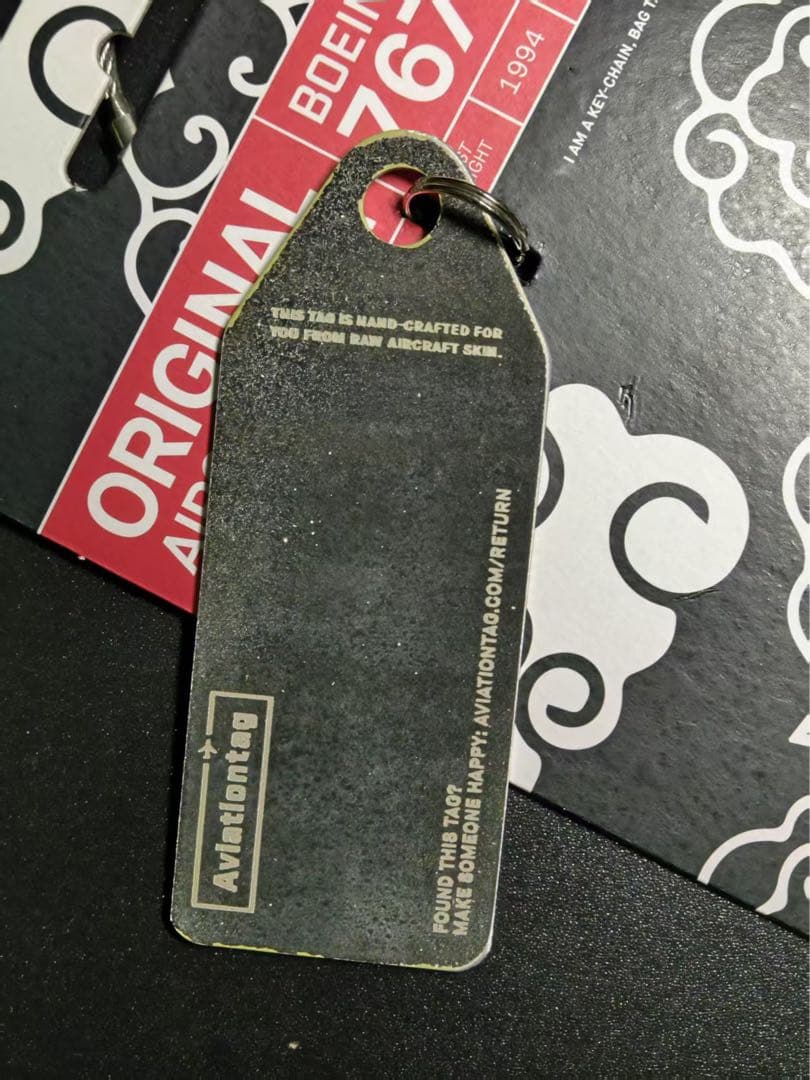 BOEIN
767
1994
GHT
I AM A KEY-CHAIN, BAG T
ORIGINAL
THIS TAG IS HAND-CRAFTED FOR
YOU FROM RAW AIRCRAFT SKIN.
Aviationtag
FOUND THIS TAG?
MAKE SOMEONE HAPPY: AVIATIONTAG.COM/RETURN